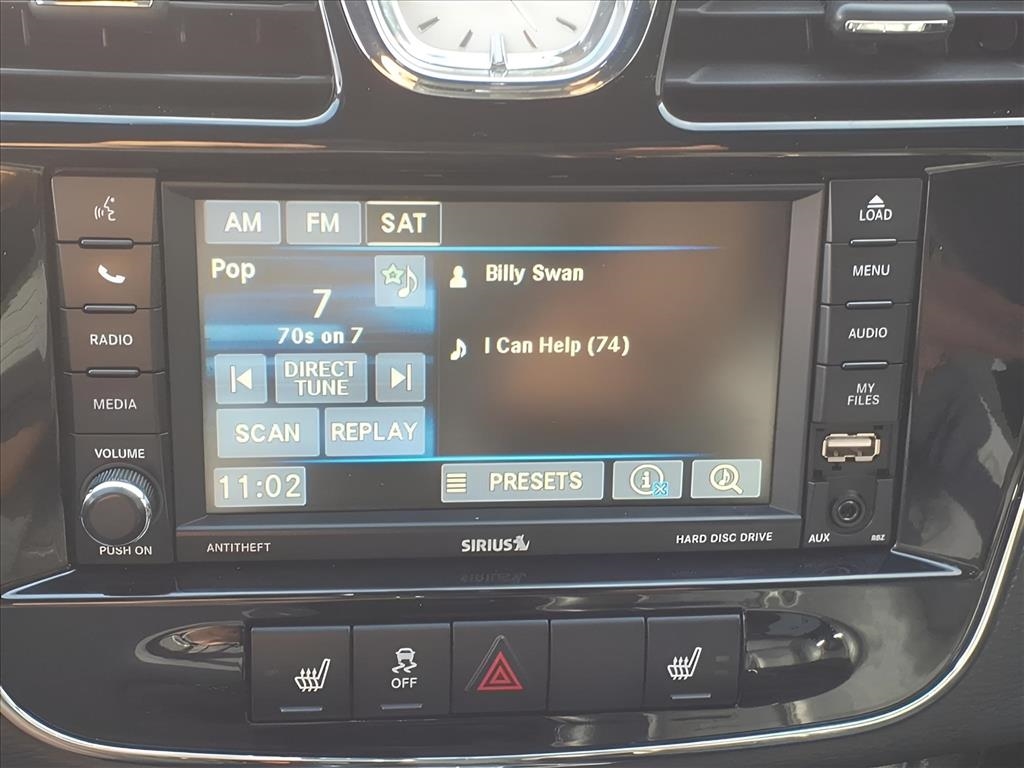 AM FM SAT
Pop
7
70s on 7
DIRECT
TUNE
SCAN REPLAY
11:02
Billy Swan
I Can Help (74)
PRESETS
RADIO
MEDIA
VOLUME
PUSH ON
LOAD
MENU
AUDIO
MY
FILES
AUX RBZ
ANTITHEFT SIRIUS HARD DISC DRIVE
OFF